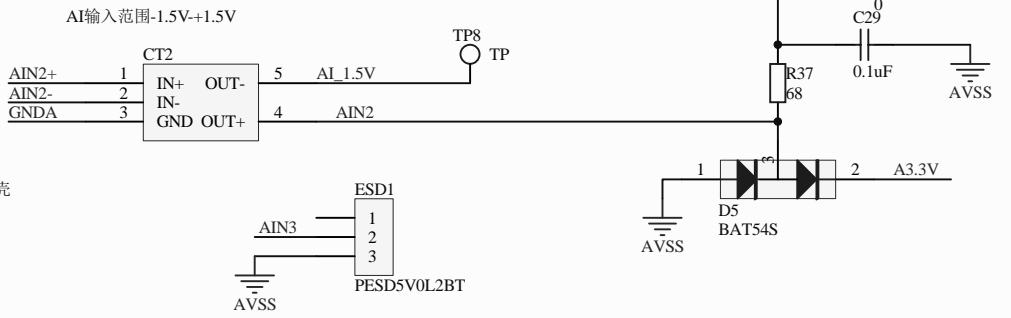 AI输入范围-1.5V-+1.5V
0
C29
0.1uF
AVSS
TP8
TP
CT2
AIN2+ 1 IN+ OUT- 5 AI_1.5V
AIN2- 2 IN-
GNDA 3 GND OUT+ 4 AIN2
R37
68
1 3 2 A3.3V
D5
BAT54S
AVSS
壳
ESD1
1
AIN3 2
3
PESD5V0L2BT
AVSS